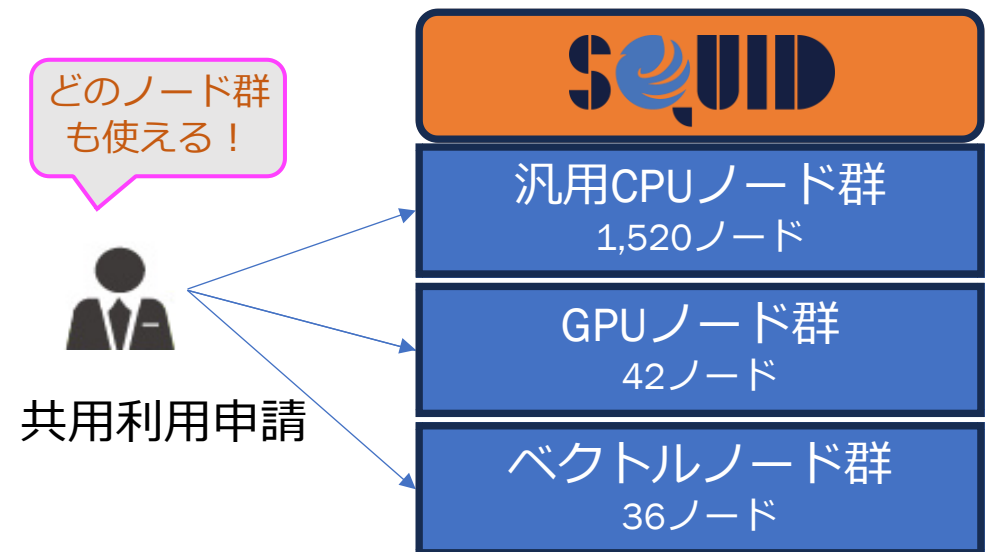 どのノード群
も使える！
共用利用申請
SQUID
汎用CPUノード群
1,520ノード
GPUノード群
42ノード
ベクトルノード群
36ノード